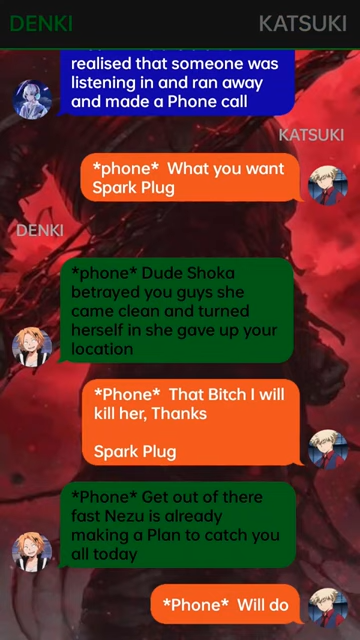 DENKI
KATSUKI
realised that someone was
listening in and ran away
and made a Phone call
KATSUKI
*phone* What you want
Spark Plug
DENKI
*phone* Dude Shoka
betrayed you guys she
came clean and turned
herself in she gave up your
location
*Phone* That Bitch I will
kill her, Thanks
Spark Plug
*Phone* Get out of there
fast Nezu is already
making a Plan to catch you
all today
*Phone* Will do